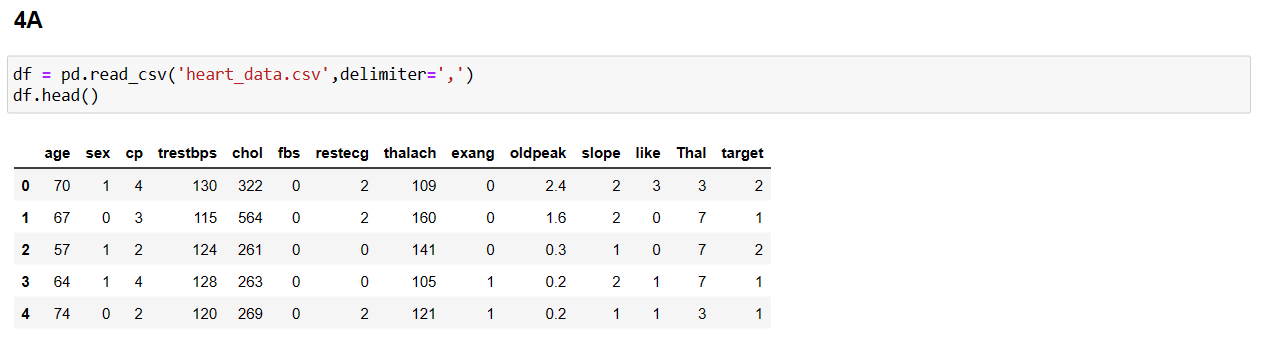 4A
df = pd.read_csv('heart_data.csv',delimiter=',')
df.head()
age sex cp trestbps chol fbs restecg thalach exang oldpeak slope like Thal target
0 70 1 4 130 322 0 2 109 0 2.4 2 3 3 2
1 67 0 3 115 564 0 2 160 0 1.6 2 0 7 1
2 57 1 2 124 261 0 0 141 0 0.3 1 0 7 2
3 64 1 4 128 263 0 0 105 1 0.2 2 1 7 1
4 74 0 2 120 269 0 2 121 1 0.2 1 1 3 1